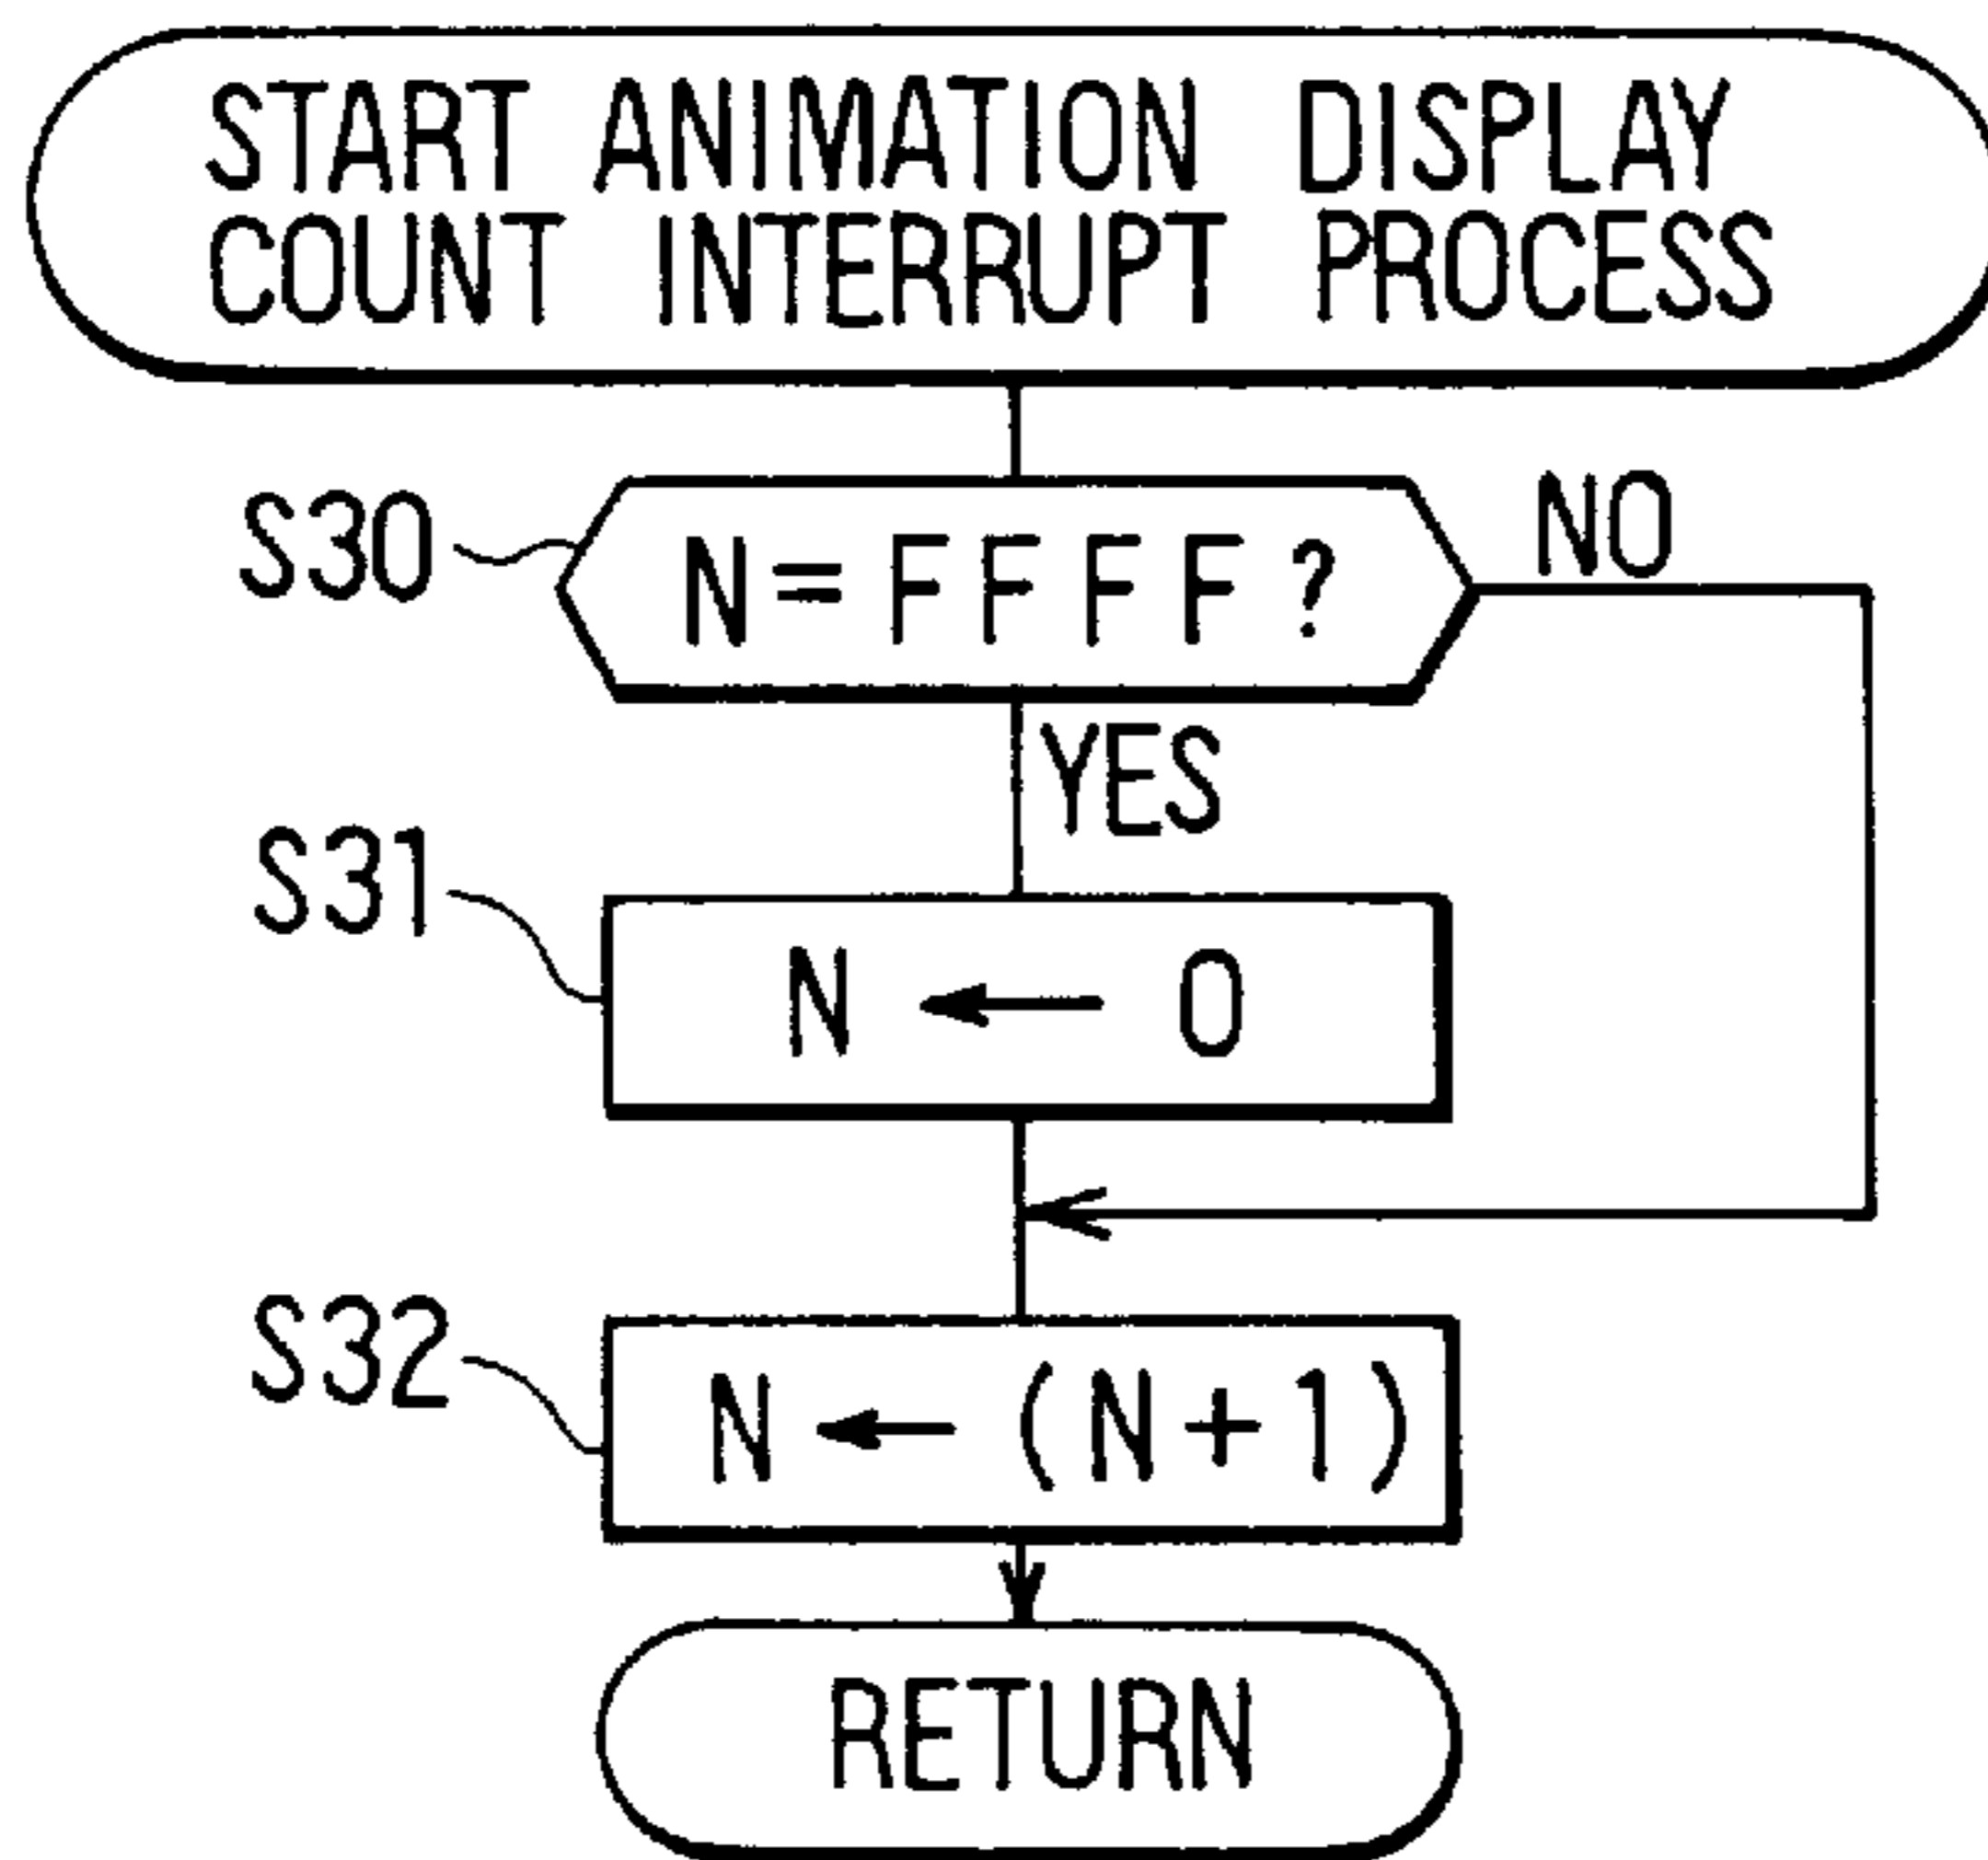 START ANIMATION DISPLAY
COUNT INTERRUPT PROCESS
S30
N=FFFF?
NO
YES
S31
N ← 0
S32
N ← (N+1)
RETURN